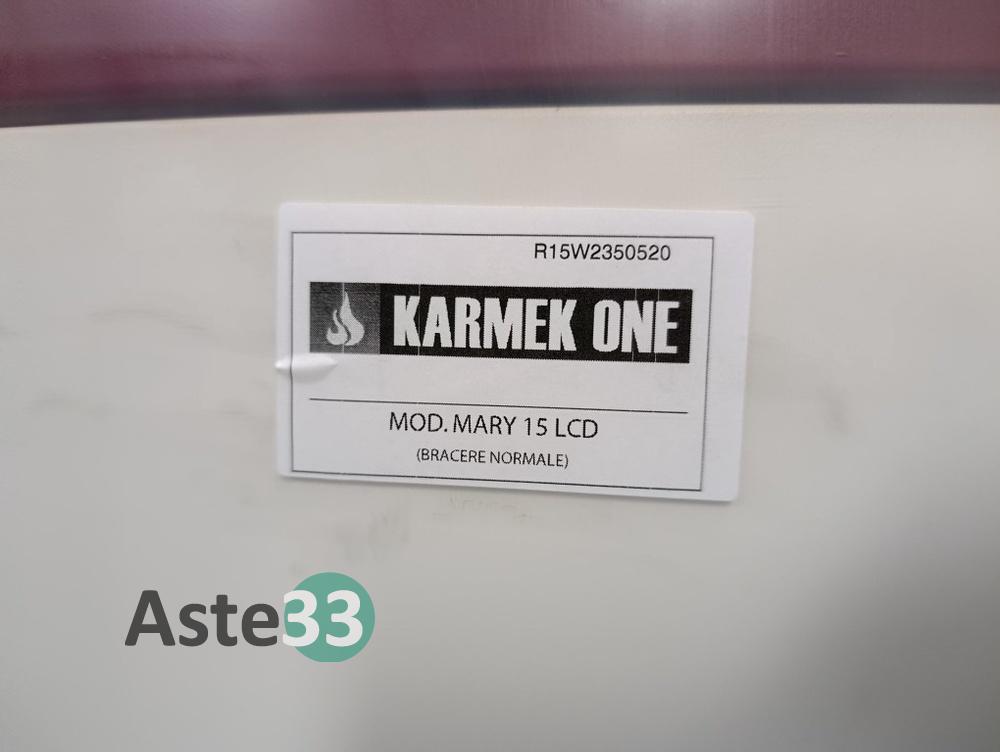 R15W2350520
KARMEK ONE
MOD. MARY 15 LCD
(BRACERE NORMALE)
Aste33